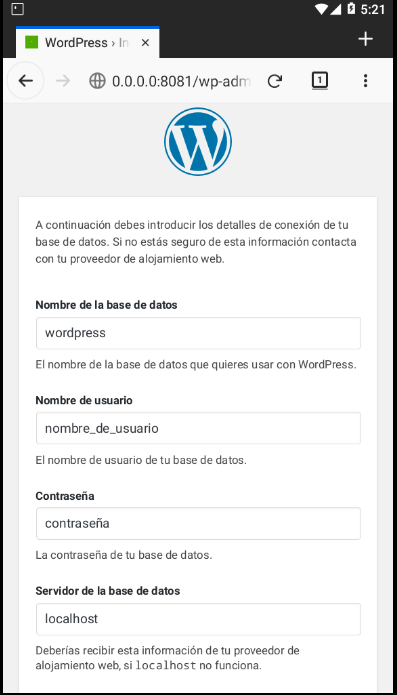 5:21
WordPress › In
0.0.0.0:8081/wp-adm
1
A continuación debes introducir los detalles de conexión de tu
base de datos. Si no estás seguro de esta información contacta
con tu proveedor de alojamiento web.
Nombre de la base de datos
wordpress
El nombre de la base de datos que quieres usar con WordPress.
Nombre de usuario
nombre_de_usuario
El nombre de usuario de tu base de datos.
Contraseña
contraseña
La contraseña de tu base de datos.
Servidor de la base de datos
localhost
Deberías recibir esta información de tu proveedor de
alojamiento web, si localhost no funciona.